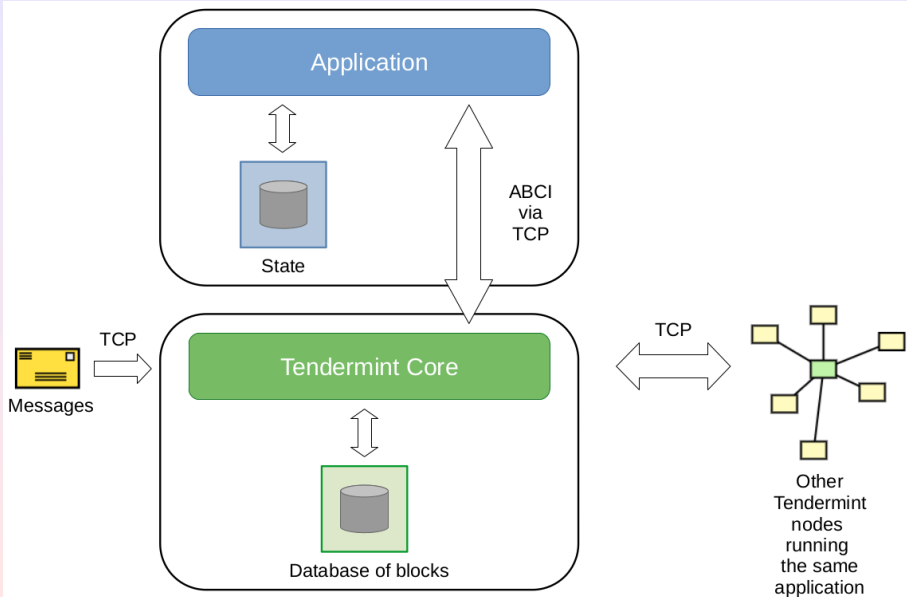 Application
ABCI
via
TCP
State
TCP
Messages
Tendermint Core
TCP
Database of blocks
Other
Tendermint
nodes
running
the same
application